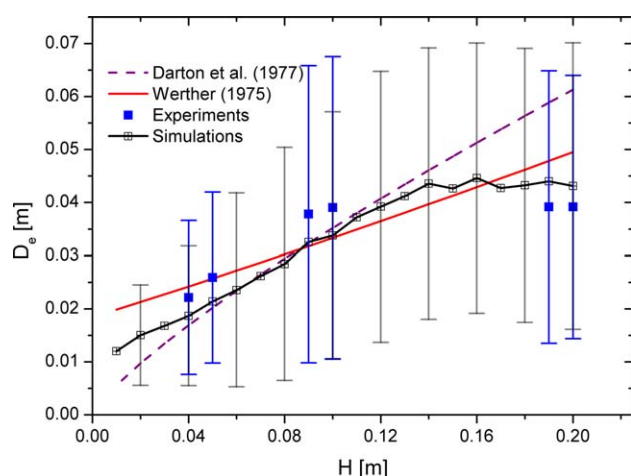 0.07
0.06
0.05
0.04
0.03
0.02
0.01
0.00
D_e [m]
Darton et al. (1977)
Werther (1975)
Experiments
Simulations
0.00 0.04 0.08 0.12 0.16 0.20
H [m]